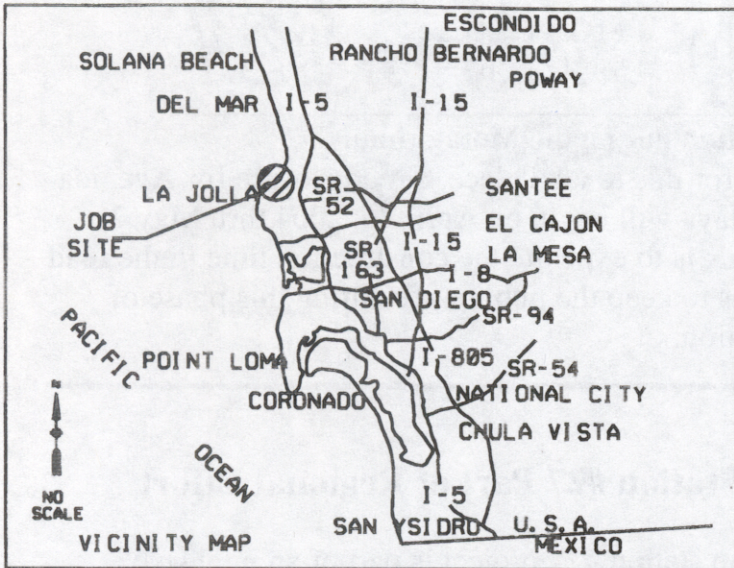 ESCONDIDO
RANCHO BERNARDO
SOLANA BEACH
POWAY
DEL MAR I-5
I-15
LA JOLLA
SR-
52
SANTEE
JOB
SITE
EL CAJON
SR
163
I-15
LA MESA
I-8
SAN DIEGO
SR-94
PACIFIC
OCEAN
POINT LOMA
I-805
SR-54
CORONADO
NATIONAL CITY
CHULA VISTA
N
NO
SCALE
I-5
SAN YSIDRO
U.S.A.
MEXICO
VICINITY MAP